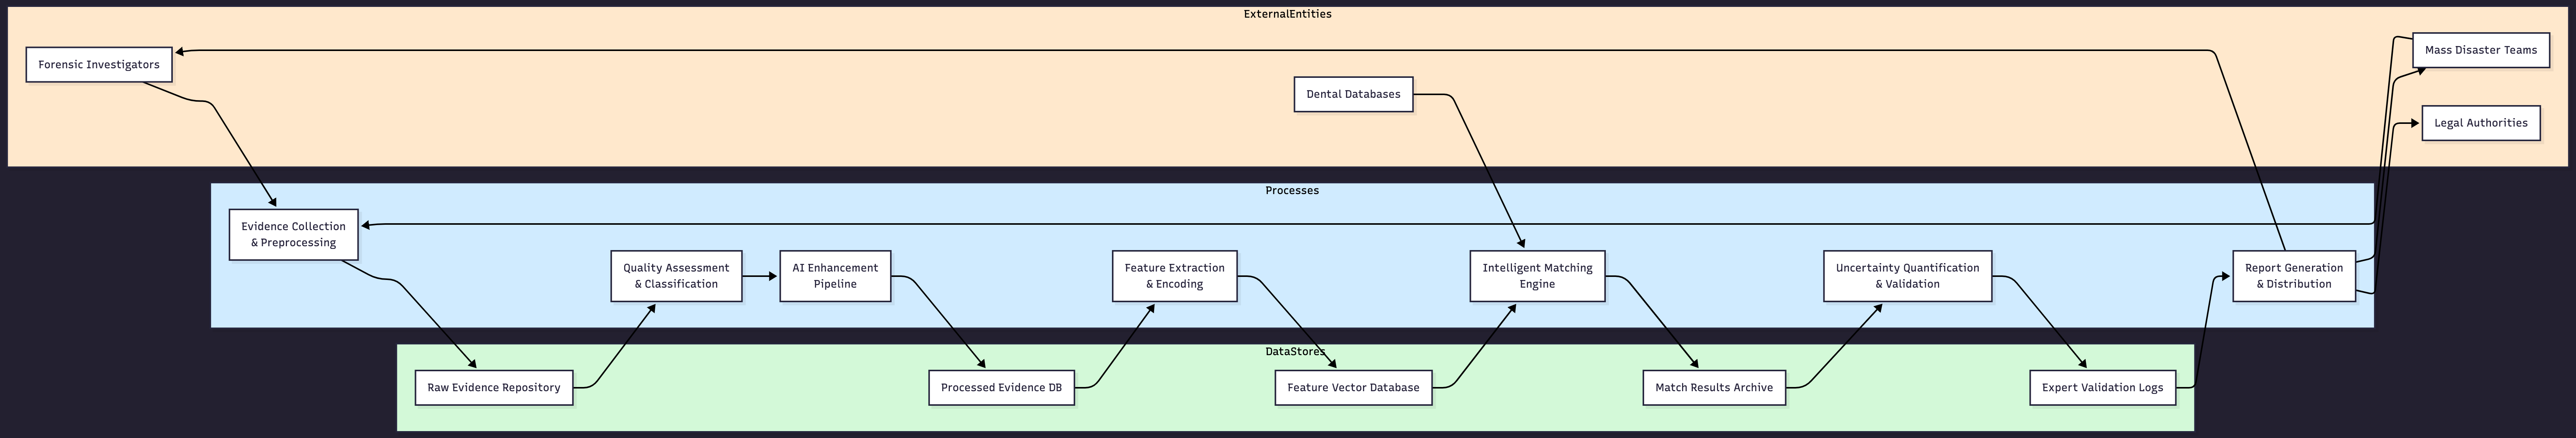 ExternalEntities
Forensic Investigators
Mass Disaster Teams
Dental Databases
Legal Authorities
Processes
Evidence Collection
& Preprocessing
Quality Assessment
& Classification
AI Enhancement
Pipeline
Feature Extraction
& Encoding
Intelligent Matching
Engine
Uncertainty Quantification
& Validation
Report Generation
& Distribution
DataStores
Raw Evidence Repository
Processed Evidence DB
Feature Vector Database
Match Results Archive
Expert Validation Logs